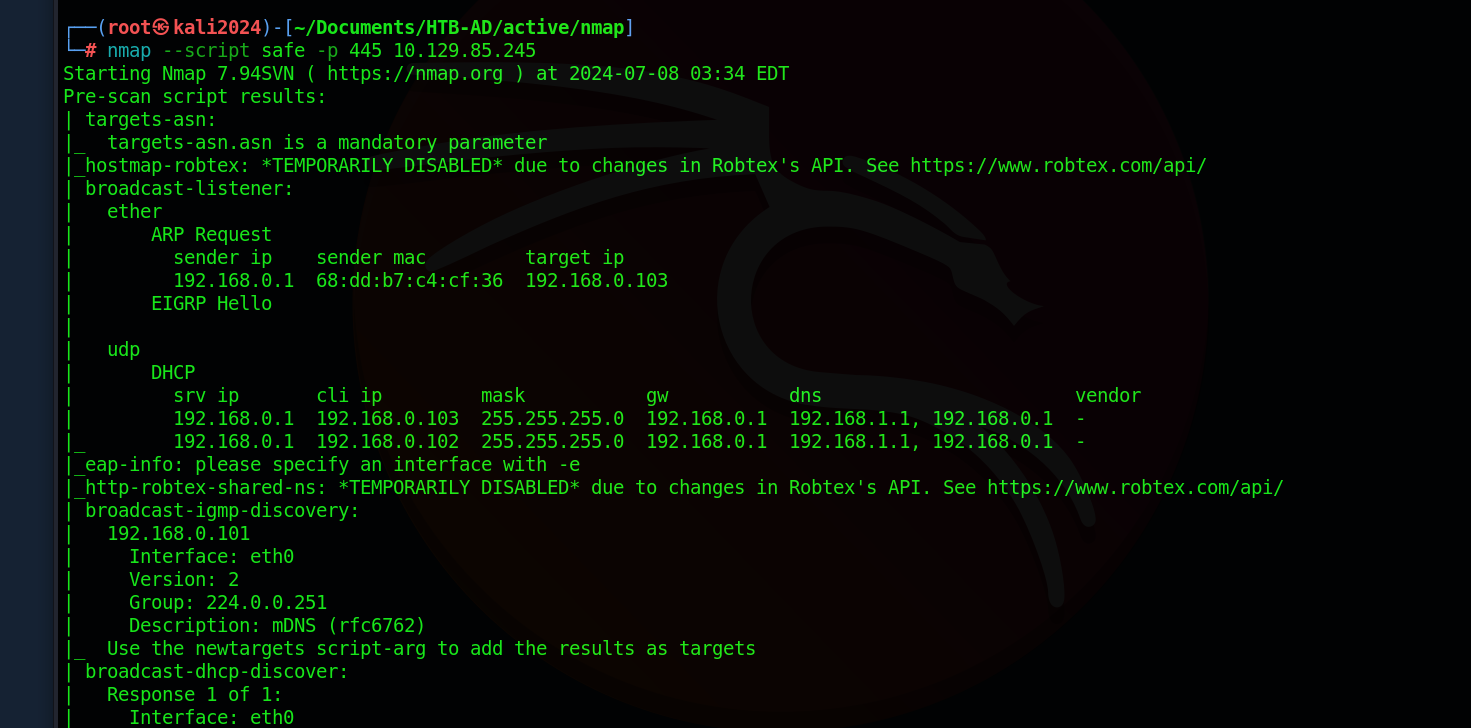 ┌──(root㉿kali2024)-[~/Documents/HTB-AD/active/nmap]
└─# nmap --script safe -p 445 10.129.85.245
Starting Nmap 7.94SVN ( https://nmap.org ) at 2024-07-08 03:34 EDT
Pre-scan script results:
| targets-asn:
|_  targets-asn.asn is a mandatory parameter
|_hostmap-robtex: *TEMPORARILY DISABLED* due to changes in Robtex's API. See https://www.robtex.com/api/
| broadcast-listener:
|   ether
|       ARP Request
|         sender ip    sender mac         target ip
|         192.168.0.1  68:dd:b7:c4:cf:36  192.168.0.103
|       EIGRP Hello
|
|   udp
|       DHCP
|         srv ip       cli ip         mask           gw           dns                       vendor
|         192.168.0.1  192.168.0.103  255.255.255.0  192.168.0.1  192.168.1.1, 192.168.0.1  -
|_        192.168.0.1  192.168.0.102  255.255.255.0  192.168.0.1  192.168.1.1, 192.168.0.1  -
|_eap-info: please specify an interface with -e
|_http-robtex-shared-ns: *TEMPORARILY DISABLED* due to changes in Robtex's API. See https://www.robtex.com/api/
| broadcast-igmp-discovery:
|   192.168.0.101
|     Interface: eth0
|     Version: 2
|     Group: 224.0.0.251
|     Description: mDNS (rfc6762)
|_  Use the newtargets script-arg to add the results as targets
| broadcast-dhcp-discover:
|   Response 1 of 1:
|     Interface: eth0